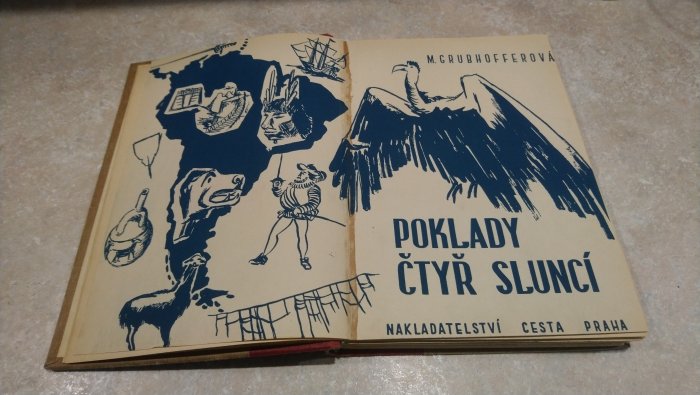 M. GRUBHOFFEROVÁ
POKLADY
ČTYŘ SLUNCÍ
NAKLADATELSTVÍ CESTA PRAHA